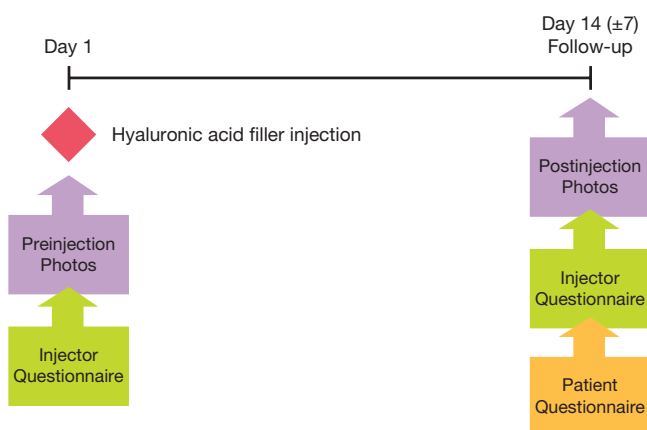 Day 1
Day 14 (±7)
Follow-up
Hyaluronic acid filler injection
Preinjection
Photos
Injector
Questionnaire
Postinjection
Photos
Injector
Questionnaire
Patient
Questionnaire